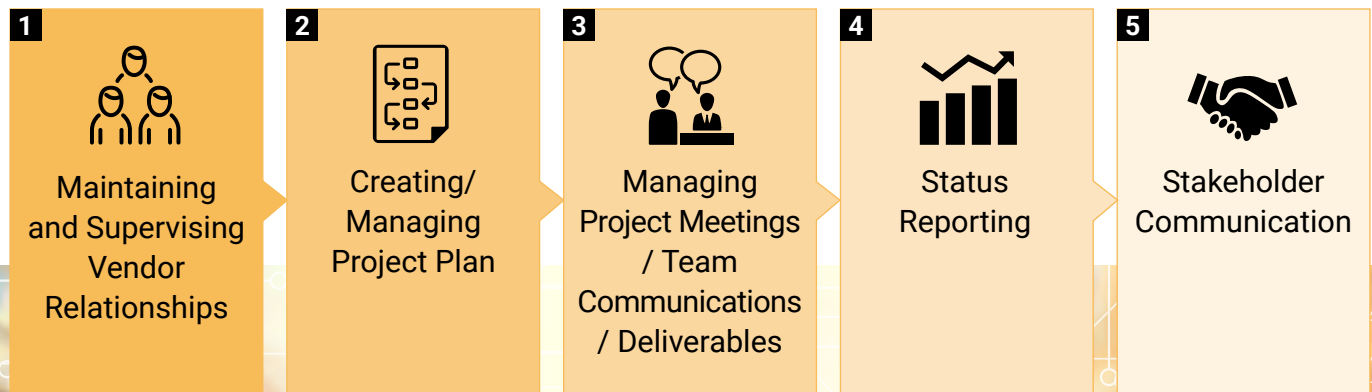 1
Maintaining
and Supervising
Vendor
Relationships
2
Creating/
Managing
Project Plan
3
Managing
Project Meetings
/ Team
Communications
/ Deliverables
4
Status
Reporting
5
Stakeholder
Communication